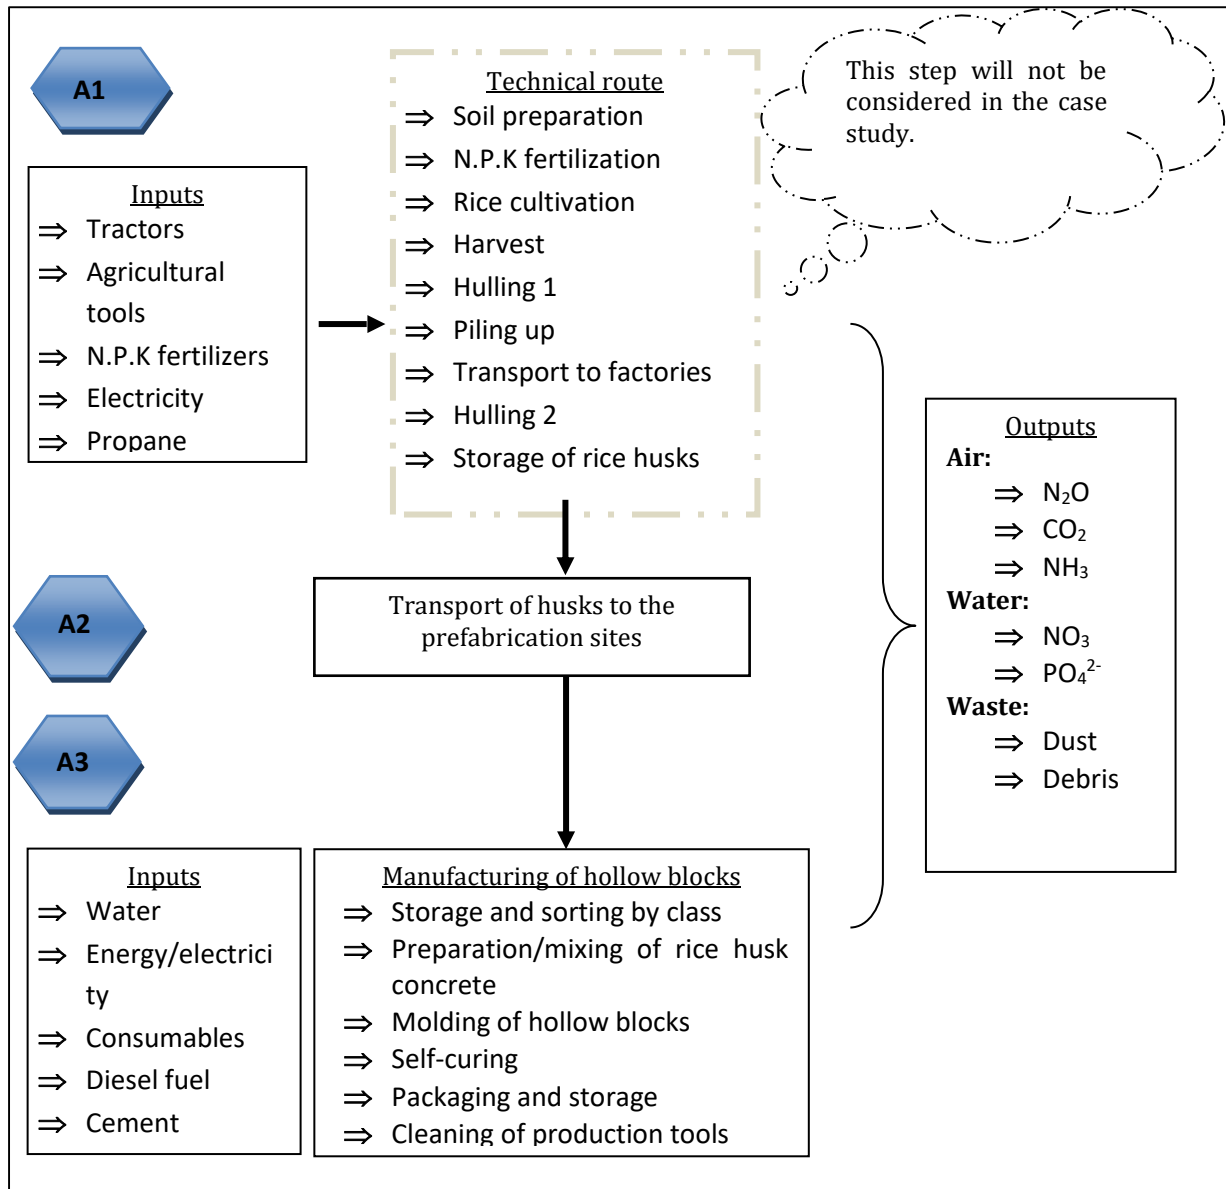 A1
Inputs
⇒ Tractors
⇒ Agricultural
tools
⇒ N.P.K fertilizers
⇒ Electricity
⇒ Propane
Technical route
⇒ Soil preparation
⇒ N.P.K fertilization
⇒ Rice cultivation
⇒ Harvest
⇒ Hulling 1
⇒ Piling up
⇒ Transport to factories
⇒ Hulling 2
⇒ Storage of rice husks
This step will not be
considered in the case
study.
A2
Transport of husks to the
prefabrication sites
A3
Inputs
⇒ Water
⇒ Energy/electrici
ty
⇒ Consumables
⇒ Diesel fuel
⇒ Cement
Manufacturing of hollow blocks
⇒ Storage and sorting by class
⇒ Preparation/mixing of rice husk
concrete
⇒ Molding of hollow blocks
⇒ Self-curing
⇒ Packaging and storage
⇒ Cleaning of production tools
Outputs
Air:
⇒ N₂O
⇒ CO₂
⇒ NH₃
Water:
⇒ NO₃
⇒ PO₄²⁻
Waste:
⇒ Dust
⇒ Debris